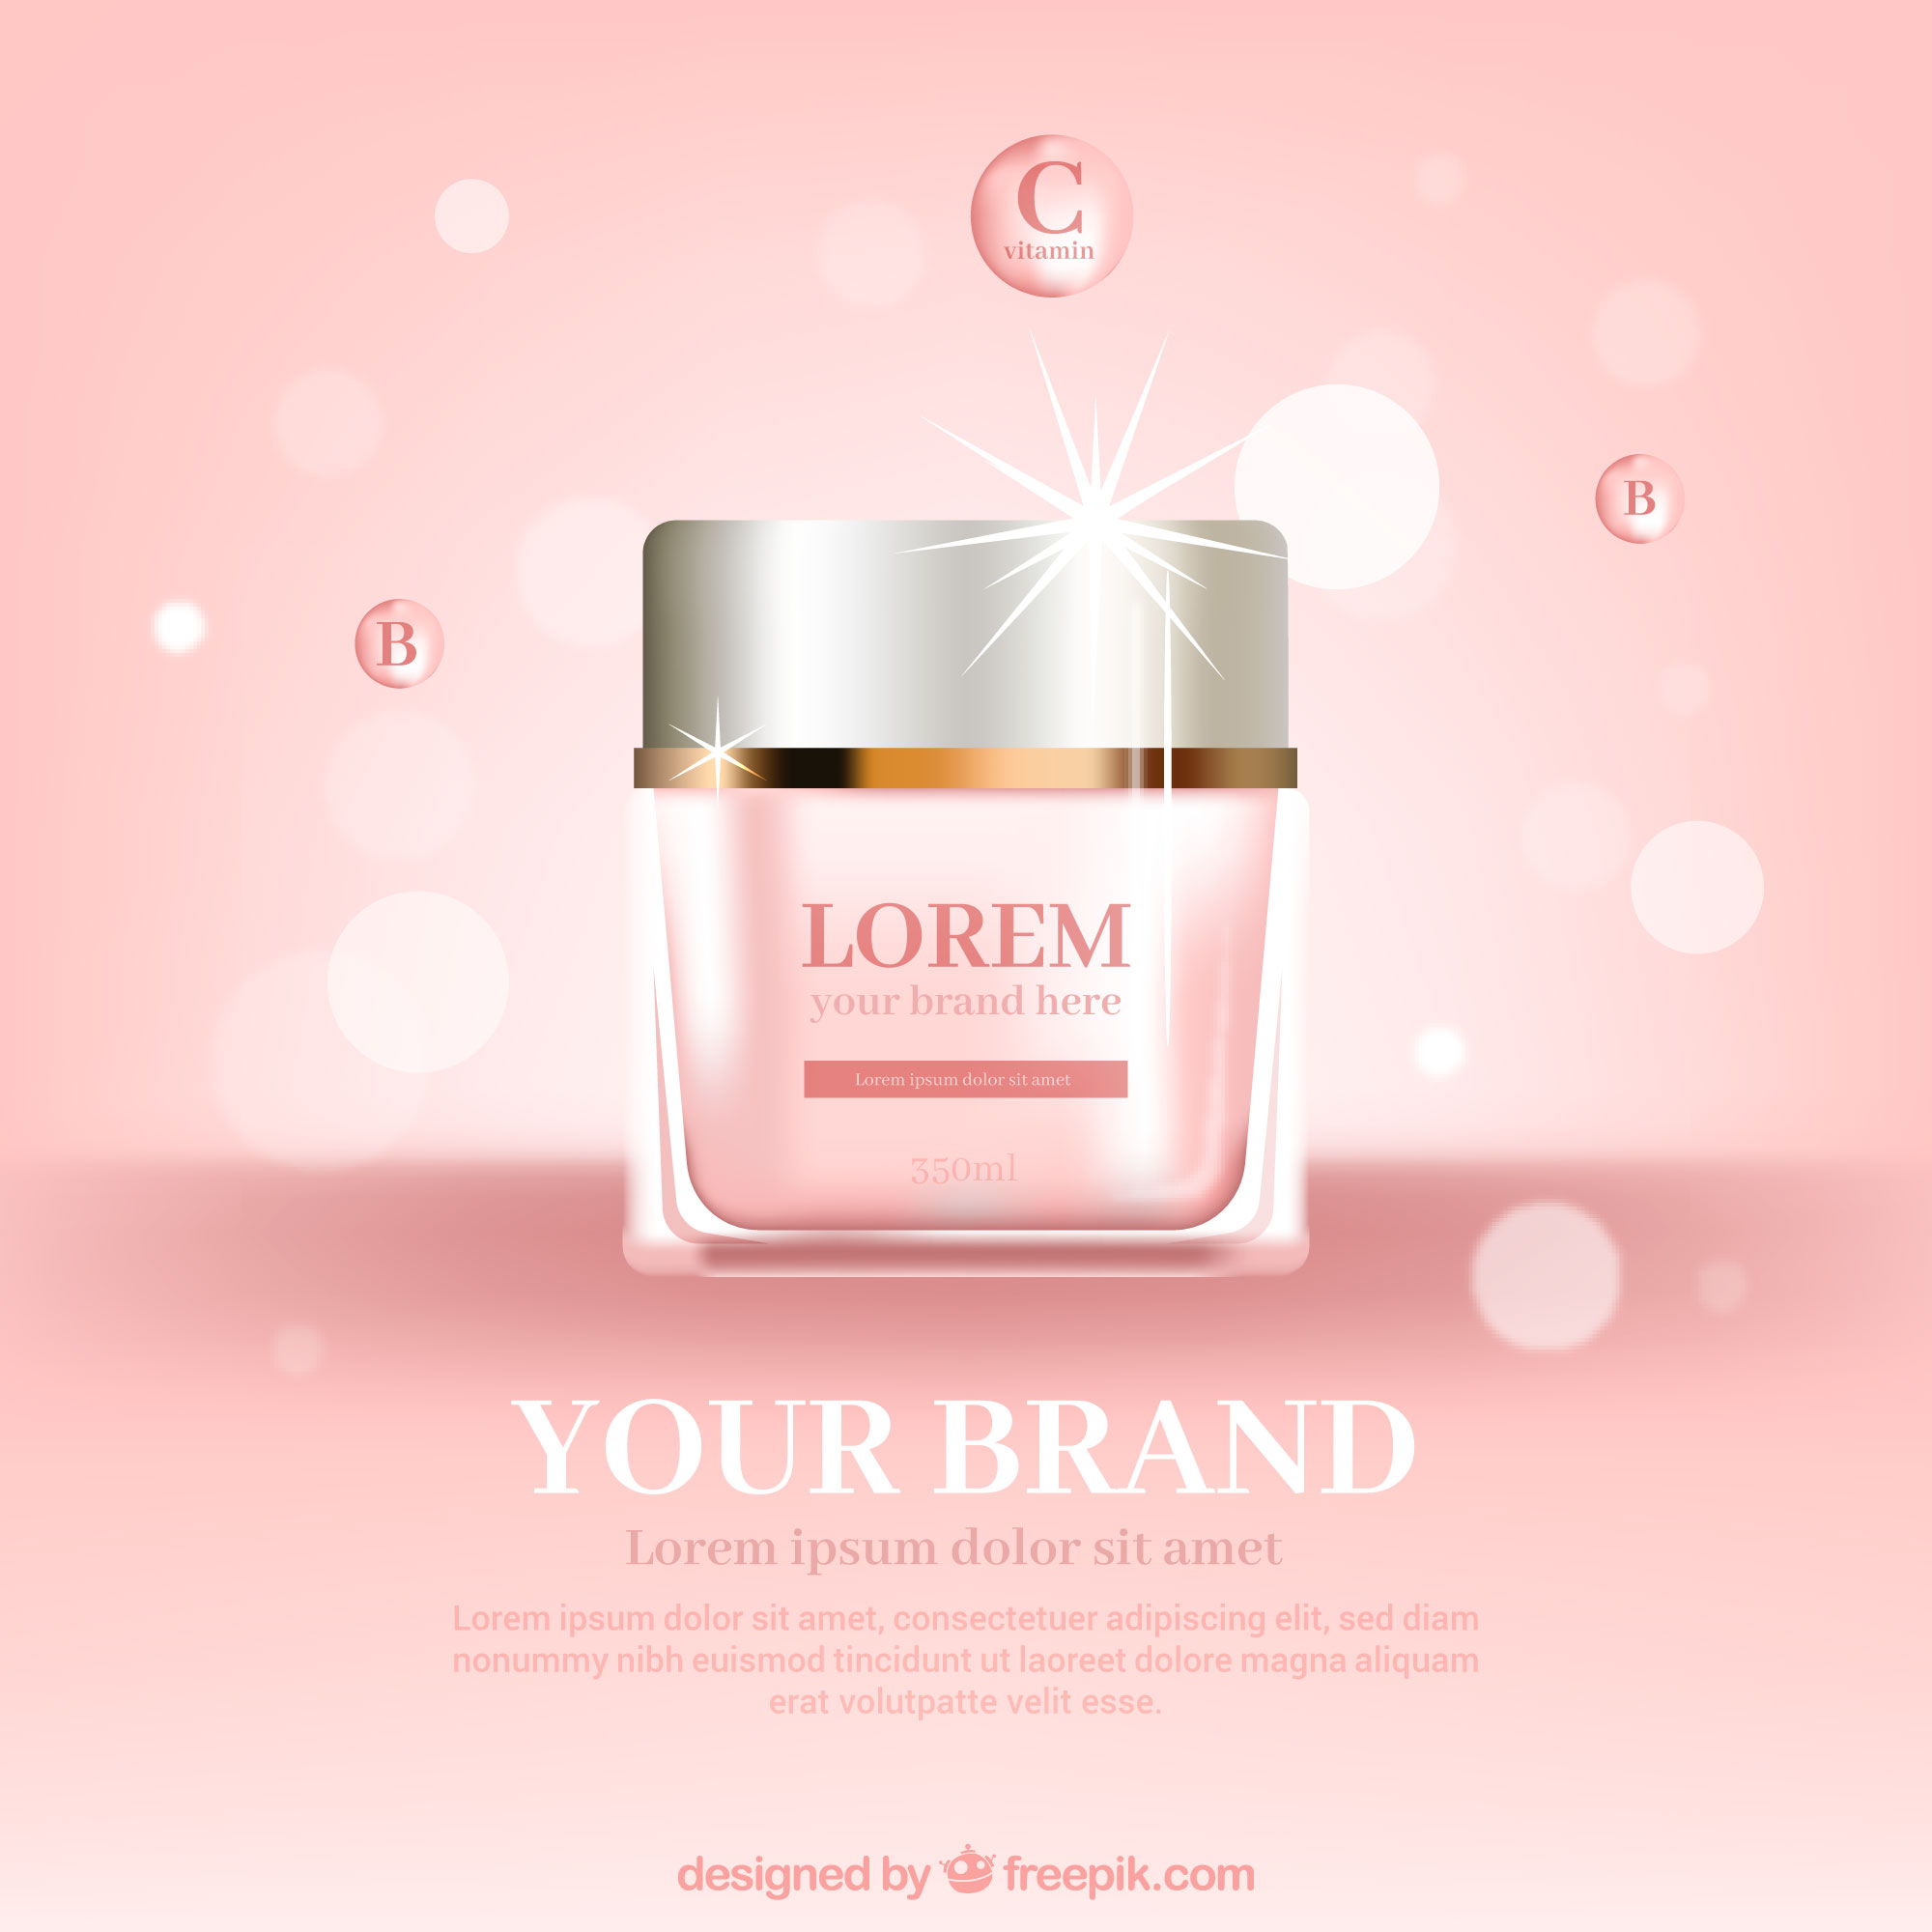 C
vitamin
B
B
LOREM
your brand here
Lorem ipsum dolor sit amet
350ml
YOUR BRAND
Lorem ipsum dolor sit amet
Lorem ipsum dolor sit amet, consectetuer adipiscing elit, sed diam
nonummy nibh euismod tincidunt ut laoreet dolore magna aliquam
erat volutpatte velit esse.
designed by freepik.com